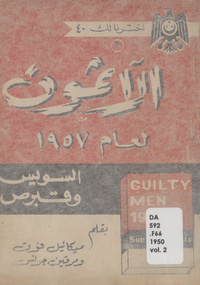 اخترنا لك ٤٠
الآثمون
لعام ١٩٥٧
السويس
وقبرص
GUILTY
MEN
بقلم
ميكائيل فوت
ومرفين جونس
DA
592
.F66
1950
vol. 2